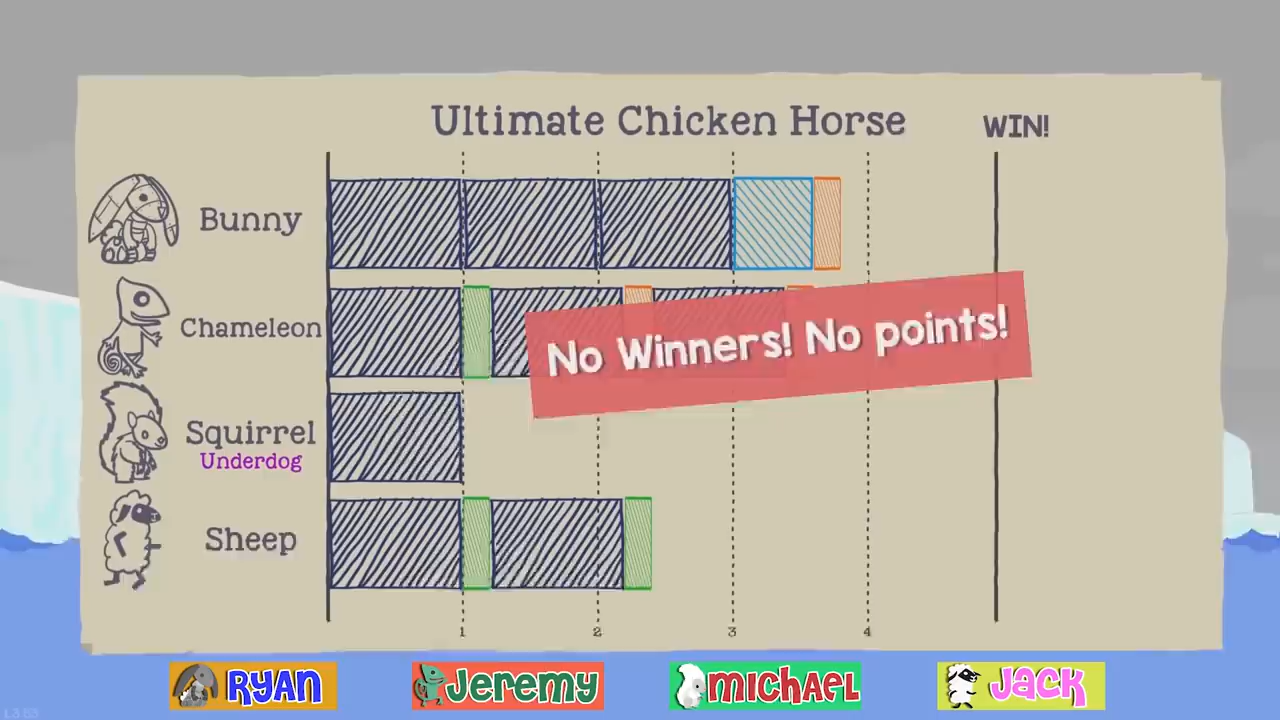 Ultimate Chicken Horse
WIN!
Bunny
Chameleon
No Winners! No points!
Squirrel
Underdog
Sheep
1 2 3 4
RYAN Jeremy michael Jack